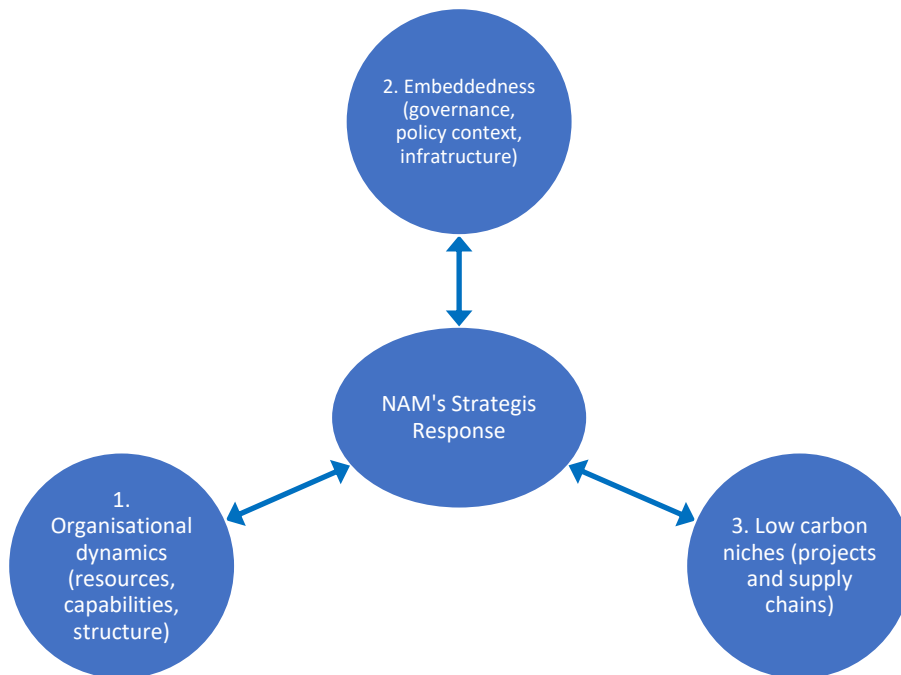 2. Embeddedness
(governance,
policy context,
infratructure)
NAM's Strategis
Response
1.
Organisational
dynamics
(resources,
capabilities,
structure)
3. Low carbon
niches (projects
and supply
chains)